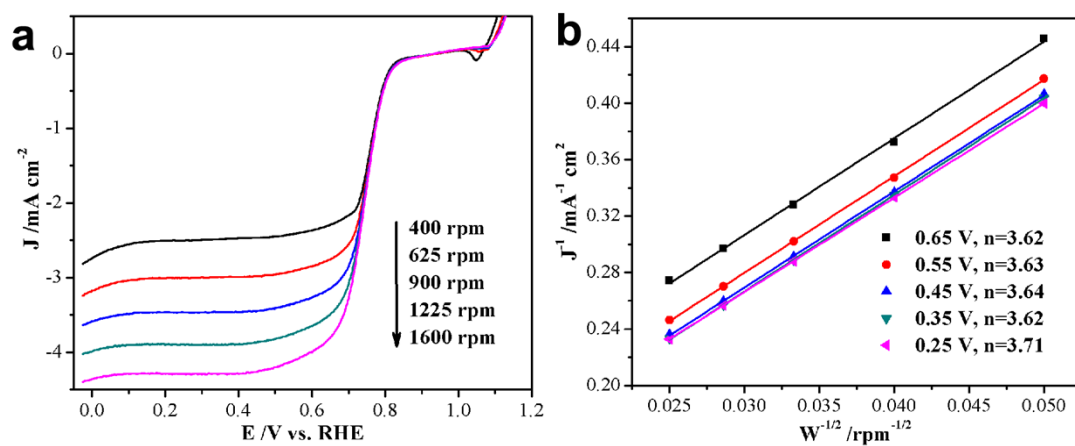 a
0
-1
-2
-3
-4
J /mA cm-2
0.0 0.2 0.4 0.6 0.8 1.0 1.2
E /V vs. RHE
400 rpm
625 rpm
900 rpm
1225 rpm
1600 rpm
b
0.44
0.40
0.36
0.32
0.28
0.24
0.20
J-1 /mA-1 cm2
0.025 0.030 0.035 0.040 0.045 0.050
W-1/2 /rpm-1/2
0.65 V, n=3.62
0.55 V, n=3.63
0.45 V, n=3.64
0.35 V, n=3.62
0.25 V, n=3.71